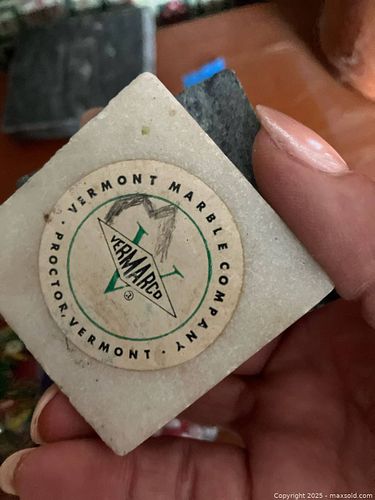 VERMONT MARBLE COMPANY
· PROCTOR, VERMONT ·
M
V
VERMARCO
®
Copyright ©2025 - maxsold.com